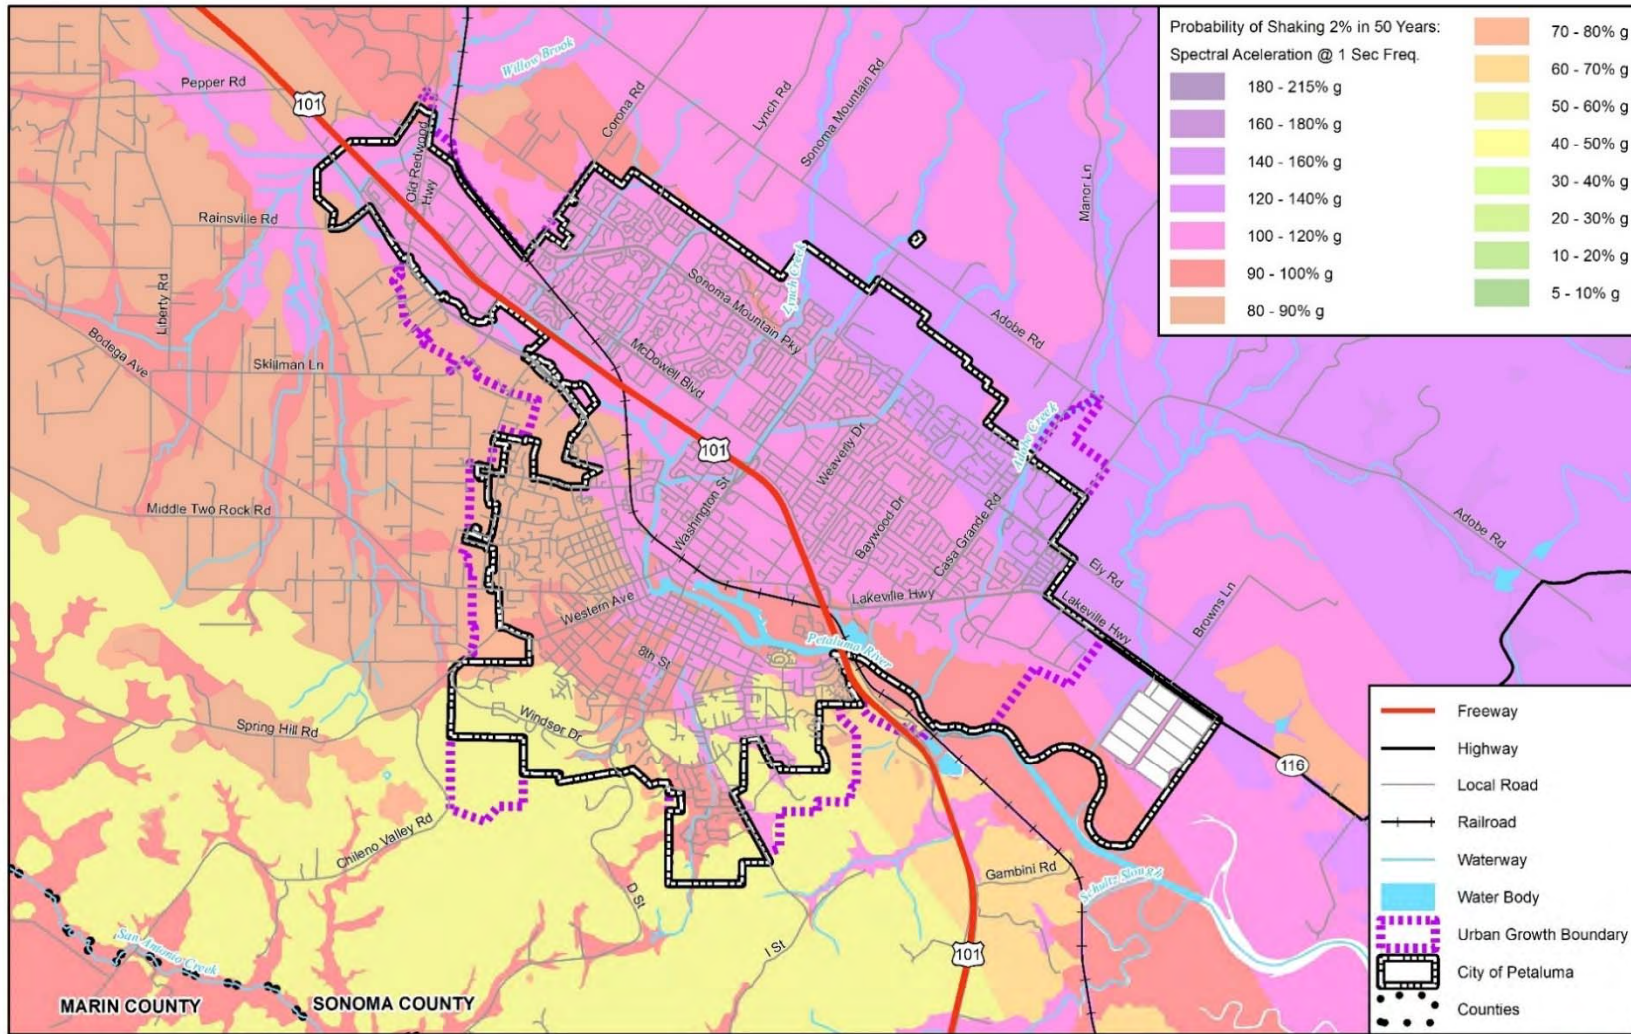 Probability of Shaking 2% in 50 Years:
Spectral Aceleration @ 1 Sec Freq.
180 - 215% g
160 - 180% g
140 - 160% g
120 - 140% g
100 - 120% g
90 - 100% g
80 - 90% g
70 - 80% g
60 - 70% g
50 - 60% g
40 - 50% g
30 - 40% g
20 - 30% g
10 - 20% g
5 - 10% g
Willow Brook
Pepper Rd
101
Corona Rd
Lynch Rd
Sonoma Mountain Rd
Old Redwood
Hwy
Manor Ln
Rainsville Rd
Liberty Rd
Lynch Creek
Sonoma Mountain Pky
Adobe Rd
Bodega Ave
Skillman Ln
McDowell Blvd
101
Weaverly Dr
Adobe Creek
Washington St
Baywood Dr
Casa Grande Rd
Middle Two Rock Rd
Adobe Rd
Ely Rd
Western Ave
Lakeville Hwy
Lakeville Hwy
Browns Ln
Petaluma River
8th St
Windsor Dr
Spring Hill Rd
116
Chileno Valley Rd
D St
I St
Gambini Rd
Schultz Slough
101
San Antonio Creek
MARIN COUNTY
SONOMA COUNTY
Freeway
Highway
Local Road
Railroad
Waterway
Water Body
Urban Growth Boundary
City of Petaluma
Counties